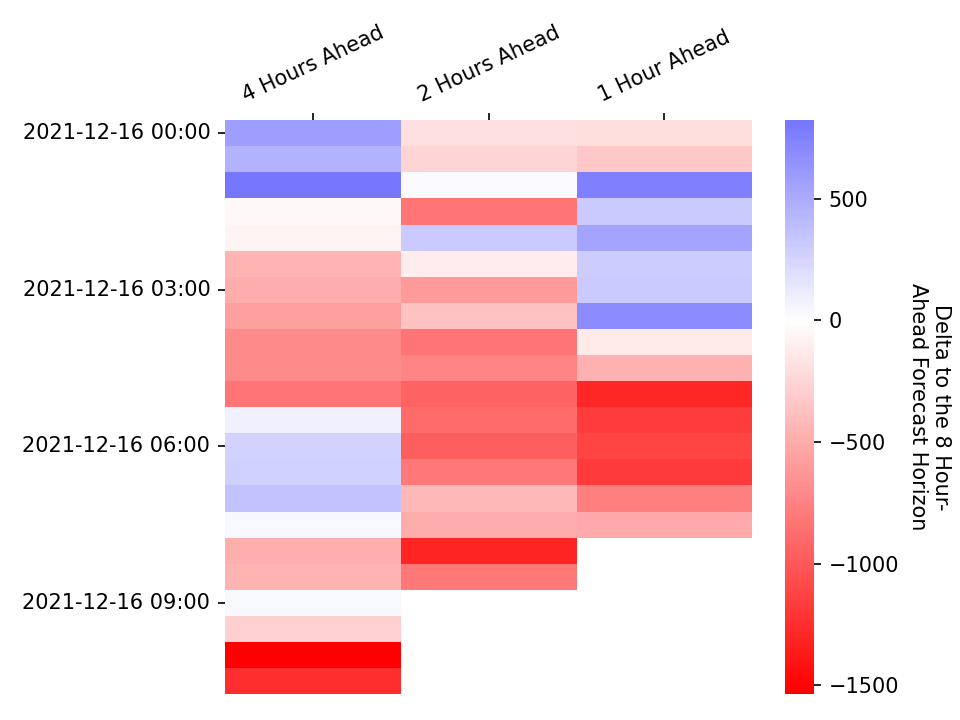 4 Hours Ahead
2 Hours Ahead
1 Hour Ahead
2021-12-16 00:00
2021-12-16 03:00
2021-12-16 06:00
2021-12-16 09:00
500
0
−500
−1000
−1500
Delta to the 8 Hour-
Ahead Forecast Horizon